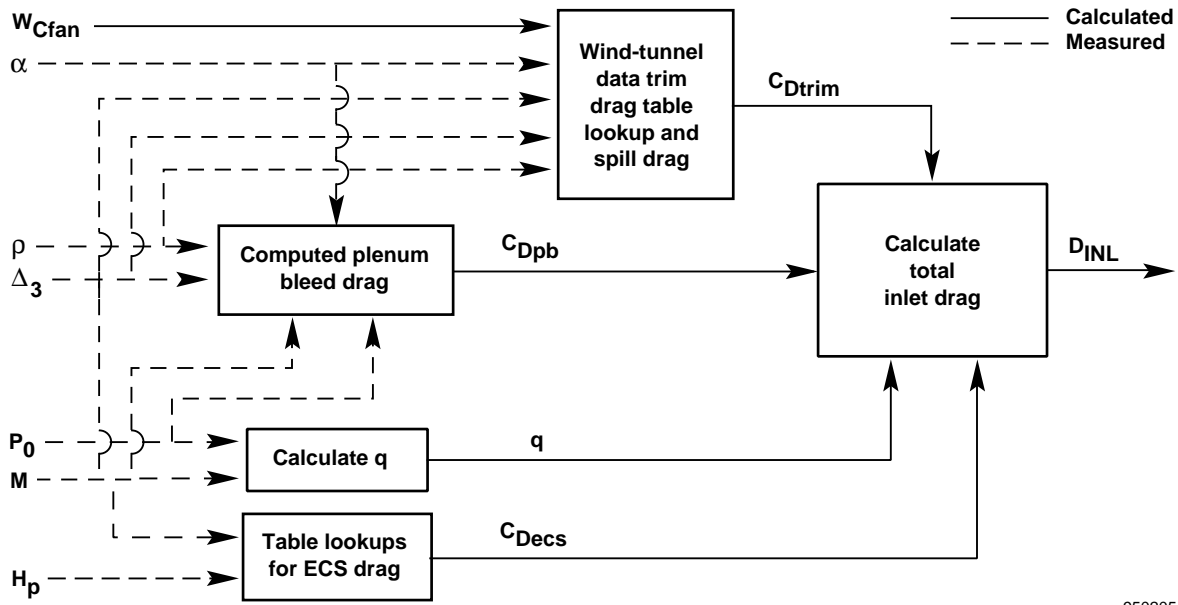 W_Cfan
α
ρ
Δ_3
P_0
M
H_p
Wind-tunnel
data trim
drag table
lookup and
spill drag
Computed plenum
bleed drag
Calculate q
Table lookups
for ECS drag
C_Dtrim
C_Dpb
q
C_Decs
Calculate
total
inlet drag
D_INL
Calculated
Measured